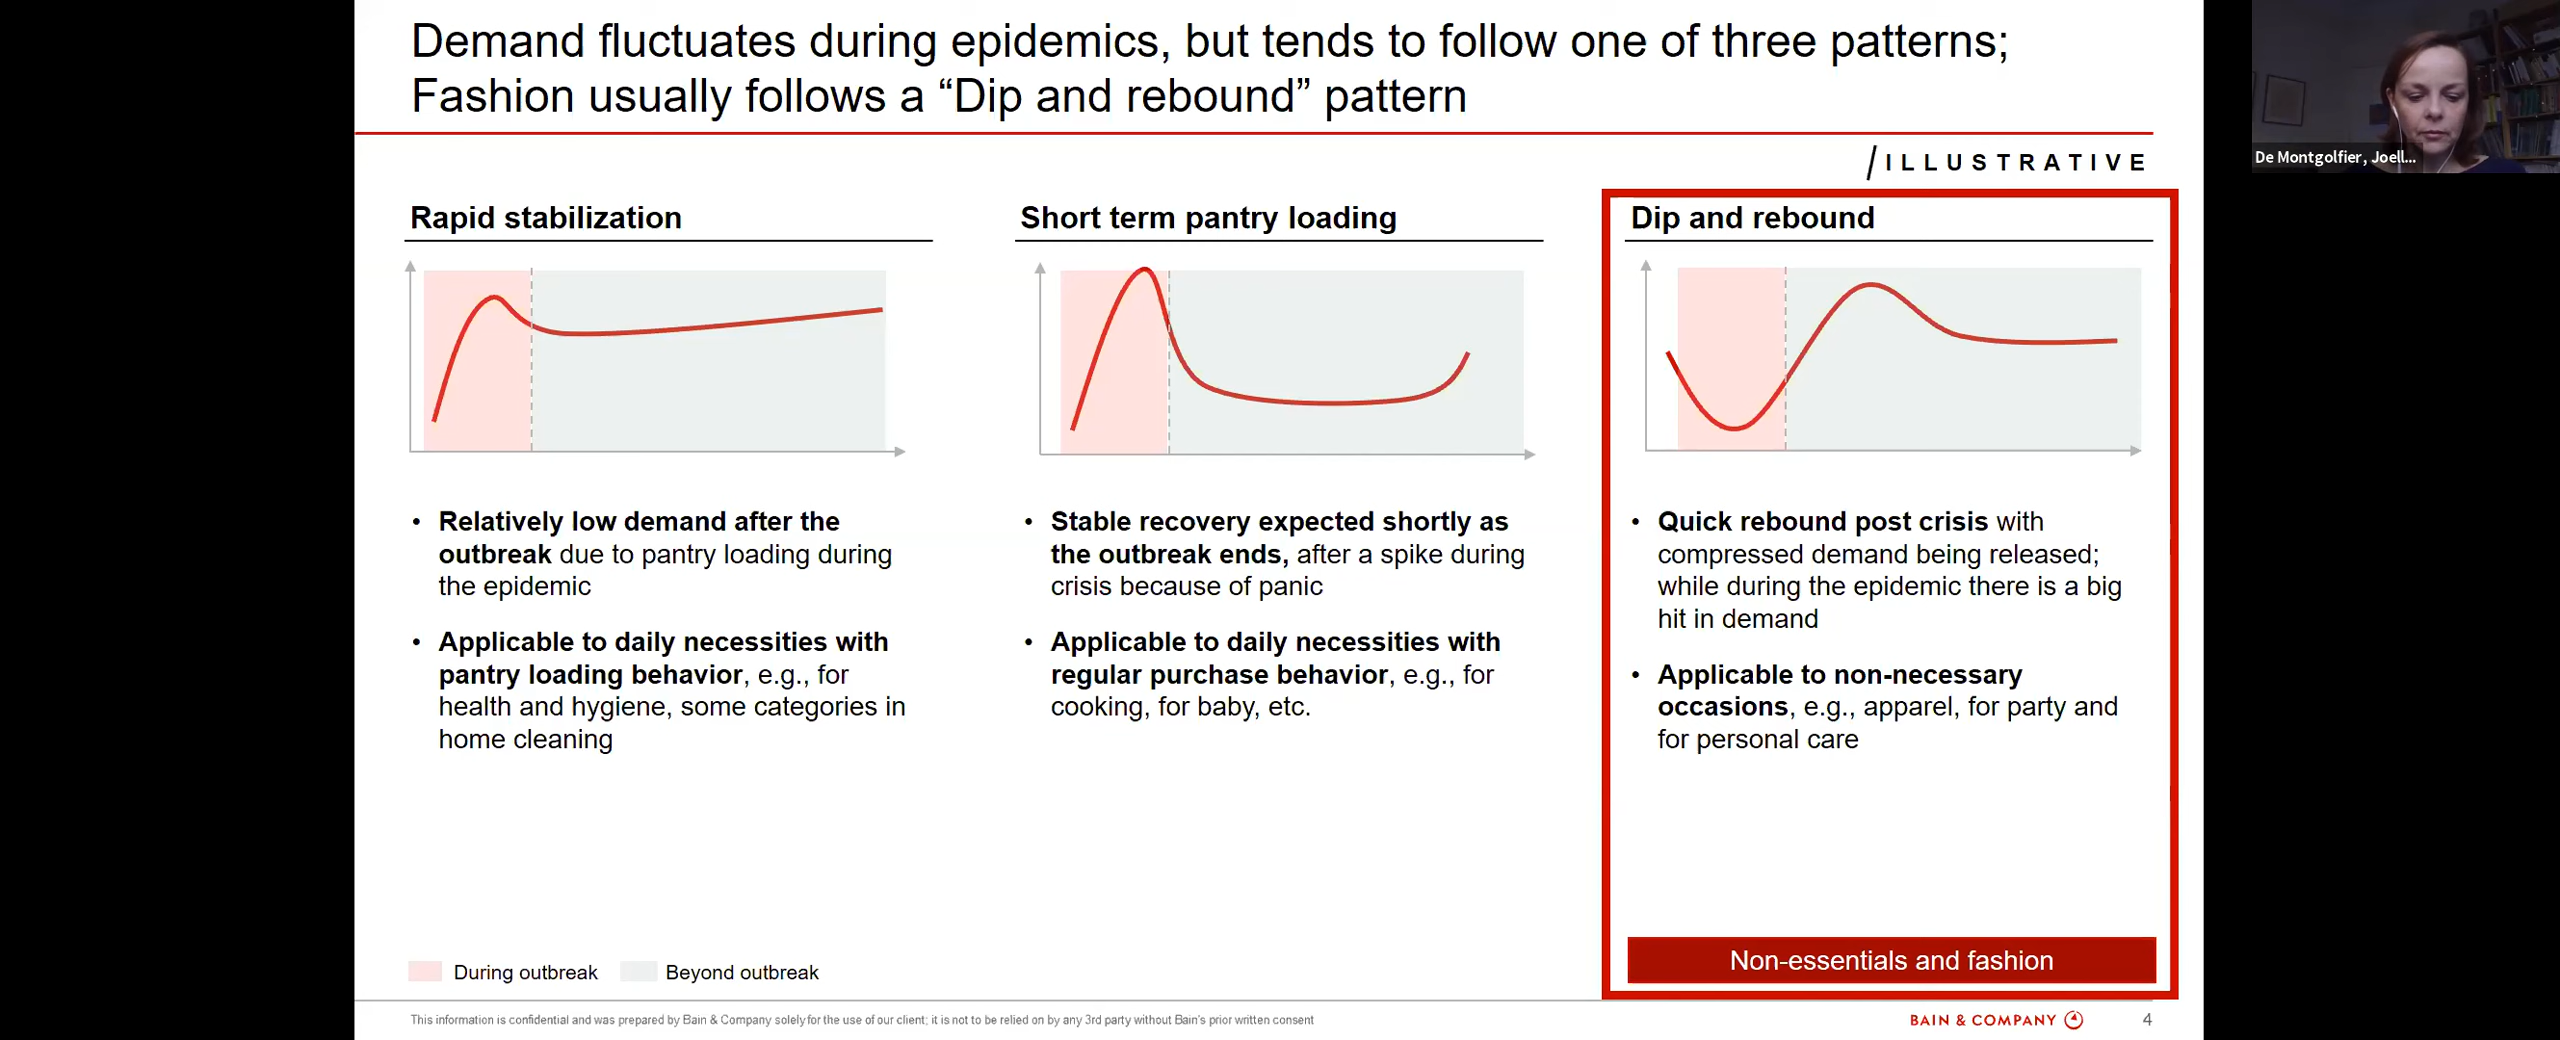 Demand fluctuates during epidemics, but tends to follow one of three patterns;
Fashion usually follows a “Dip and rebound” pattern
De Montgolfier, Joell...
ILLUSTRATIVE
Rapid stabilization
• Relatively low demand after the
outbreak due to pantry loading during
the epidemic
• Applicable to daily necessities with
pantry loading behavior, e.g., for
health and hygiene, some categories in
home cleaning
Short term pantry loading
• Stable recovery expected shortly as
the outbreak ends, after a spike during
crisis because of panic
• Applicable to daily necessities with
regular purchase behavior, e.g., for
cooking, for baby, etc.
Dip and rebound
• Quick rebound post crisis with
compressed demand being released;
while during the epidemic there is a big
hit in demand
• Applicable to non-necessary
occasions, e.g., apparel, for party and
for personal care
Non-essentials and fashion
During outbreak
Beyond outbreak
This information is confidential and was prepared by Bain & Company solely for the use of our client; it is not to be relied on by any 3rd party without Bain's prior written consent
BAIN & COMPANY
4